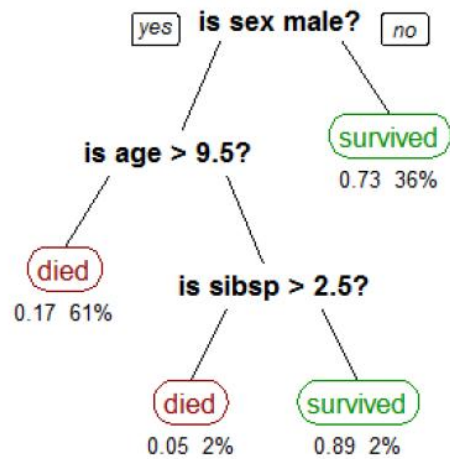 yes is sex male? no
is age > 9.5?
survived
0.73 36%
died
0.17 61%
is sibsp > 2.5?
died
0.05 2%
survived
0.89 2%